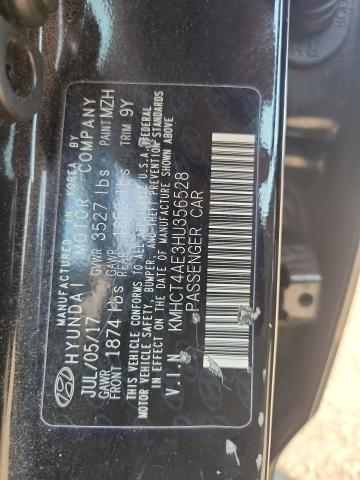 MANUFACTURED IN KOREA BY
HYUNDAI MOTOR COMPANY
JUL/05/17 GVWR 3527 lbs PAINT MZH
GAWR FRONT 1874 lbs GAWR REAR 1852 lbs TRIM 9Y
THIS VEHICLE CONFORMS TO ALL APPLICABLE U.S.A. FEDERAL
MOTOR VEHICLE SAFETY, BUMPER, AND THEFT PREVENTION
STANDARDS IN EFFECT ON THE DATE OF MANUFACTURE SHOWN ABOVE
V.I.N KMHCT4AE3HU356528
PASSENGER CAR